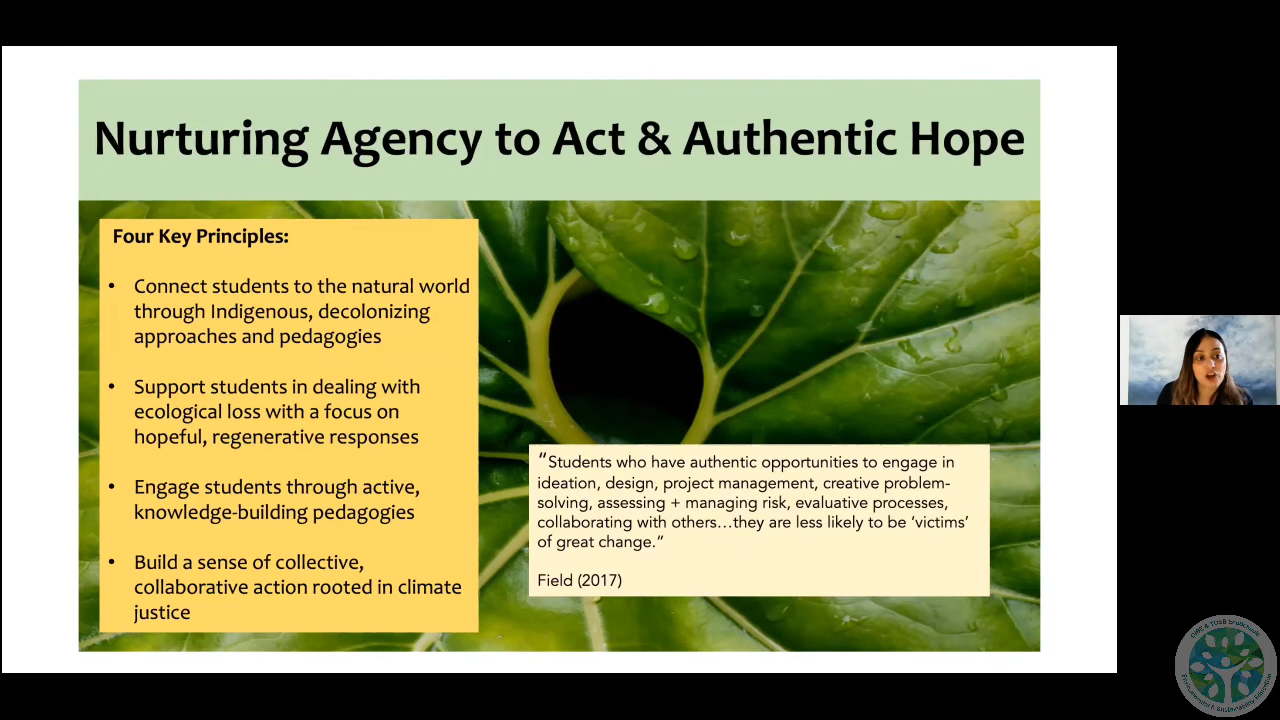 Nurturing Agency to Act & Authentic Hope
Four Key Principles:
• Connect students to the natural world
through Indigenous, decolonizing
approaches and pedagogies
• Support students in dealing with
ecological loss with a focus on
hopeful, regenerative responses
• Engage students through active,
knowledge-building pedagogies
• Build a sense of collective,
collaborative action rooted in climate
justice
“Students who have authentic opportunities to engage in
ideation, design, project management, creative problem-
solving, assessing + managing risk, evaluative processes,
collaborating with others…they are less likely to be ‘victims’
of great change.”
Field (2017)
Environmental & Sustainability Education